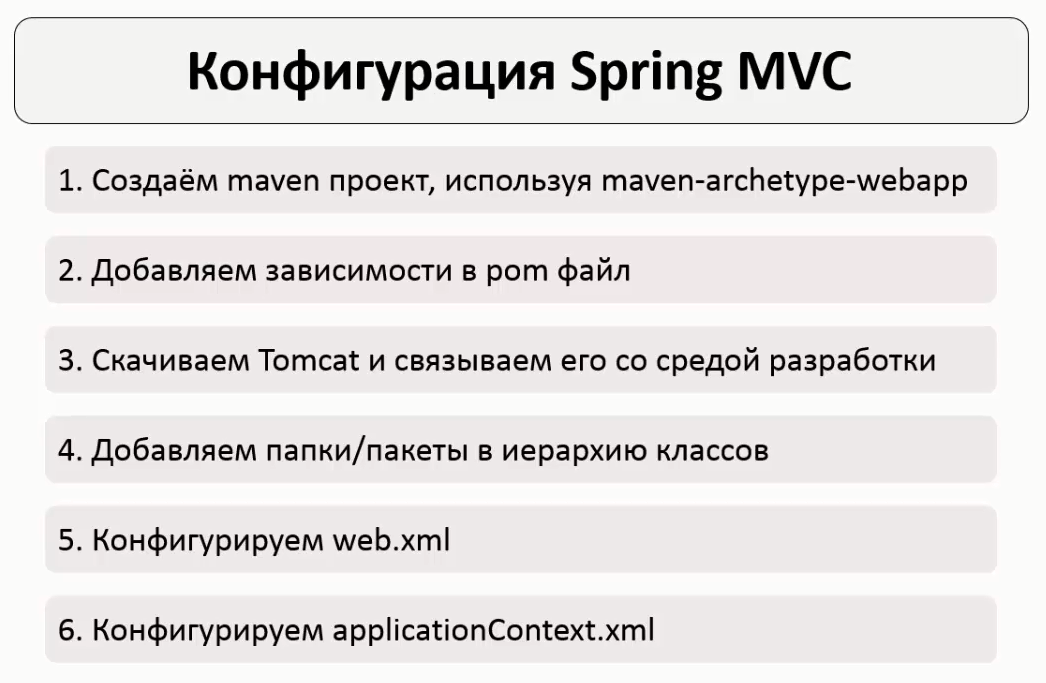 Конфигурация Spring MVC
1. Создаём maven проект, используя maven-archetype-webapp
2. Добавляем зависимости в pom файл
3. Скачиваем Tomcat и связываем его со средой разработки
4. Добавляем папки/пакеты в иерархию классов
5. Конфигурируем web.xml
6. Конфигурируем applicationContext.xml